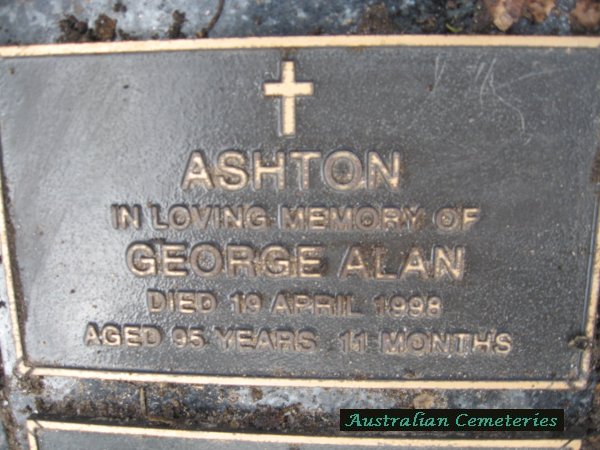 ASHTON
IN LOVING MEMORY OF
GEORGE ALAN
DIED 19 APRIL 1998
AGED 95 YEARS 11 MONTHS
Australian Cemeteries